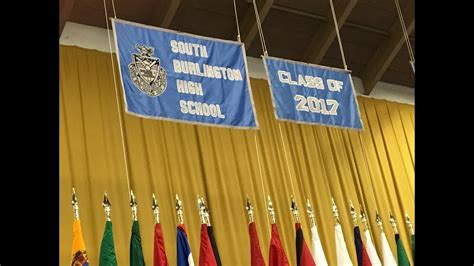 SOUTH
BURLINGTON
HIGH
SCHOOL
CLASS OF
2017